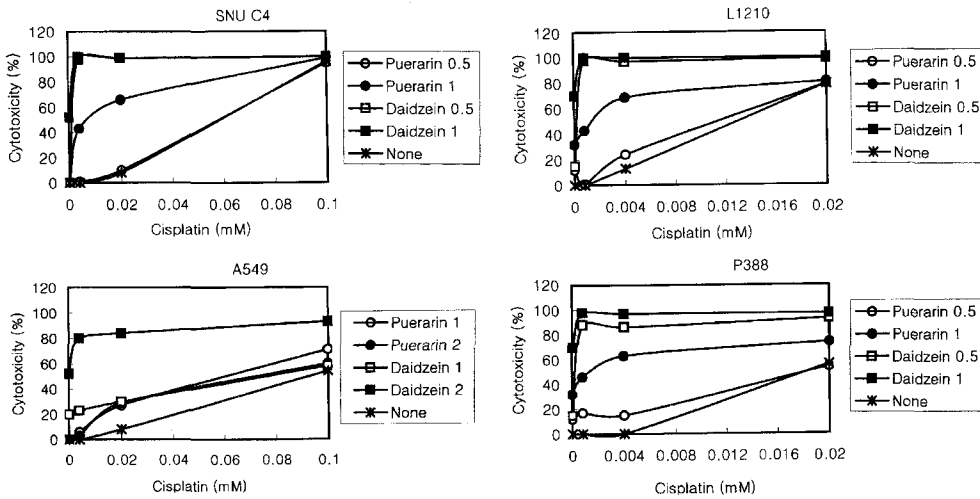 SNU C4
Cytotoxicity (%)
120
100
80
60
40
20
0
0 0.02 0.04 0.06 0.08 0.1
Cisplatin (mM)
Puerarin 0.5
Puerarin 1
Daidzein 0.5
Daidzein 1
None
L1210
Cytotoxicity (%)
120
100
80
60
40
20
0
0 0.004 0.008 0.012 0.016 0.02
Cisplatin (mM)
Puerarin 0.5
Puerarin 1
Daidzein 0.5
Daidzein 1
None
A549
Cytotoxicity (%)
120
100
80
60
40
20
0
0 0.02 0.04 0.06 0.08 0.1
Cisplatin (mM)
Puerarin 1
Puerarin 2
Daidzein 1
Daidzein 2
None
P388
Cytotoxicity (%)
120
100
80
60
40
20
0
0 0.004 0.008 0.012 0.016 0.02
Cisplatin (mM)
Puerarin 0.5
Puerarin 1
Daidzein 0.5
Daidzein 1
None